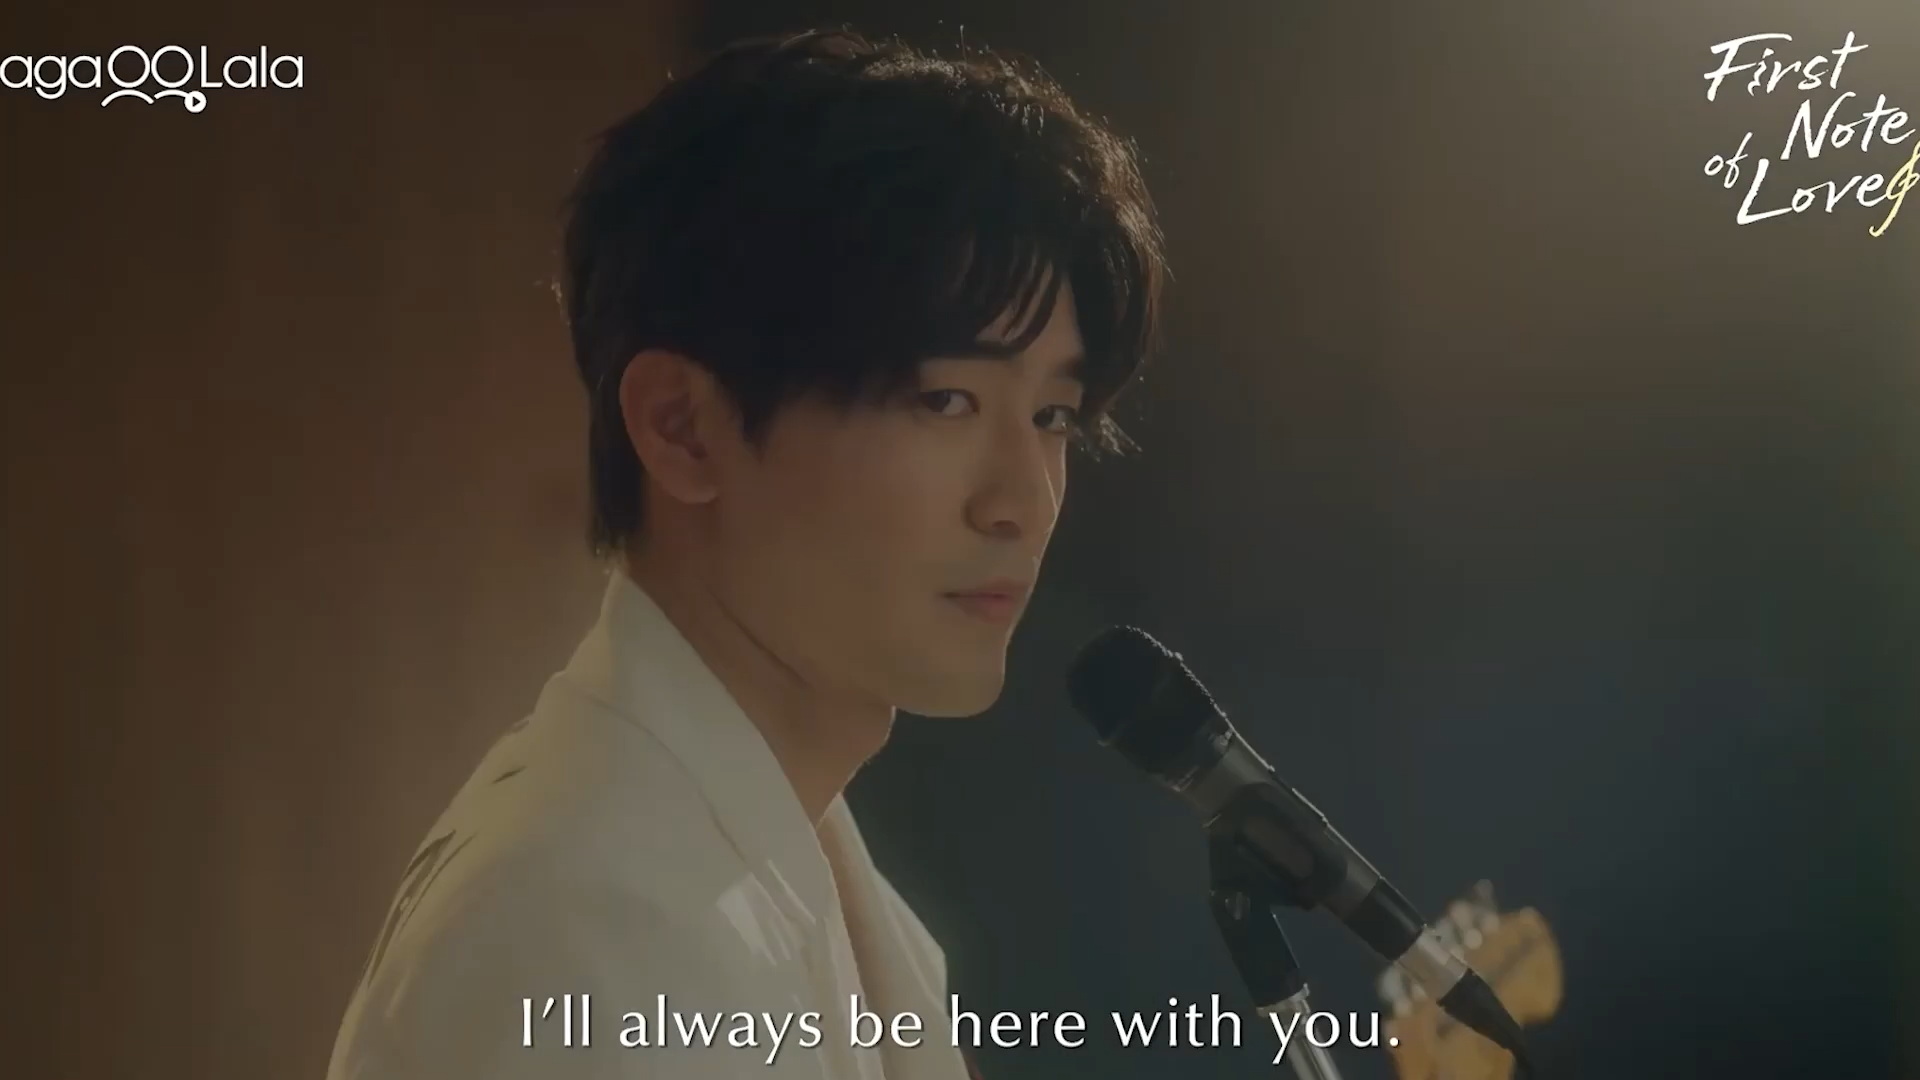 agaOOLala
First
Note
of
Love
I'll always be here with you.